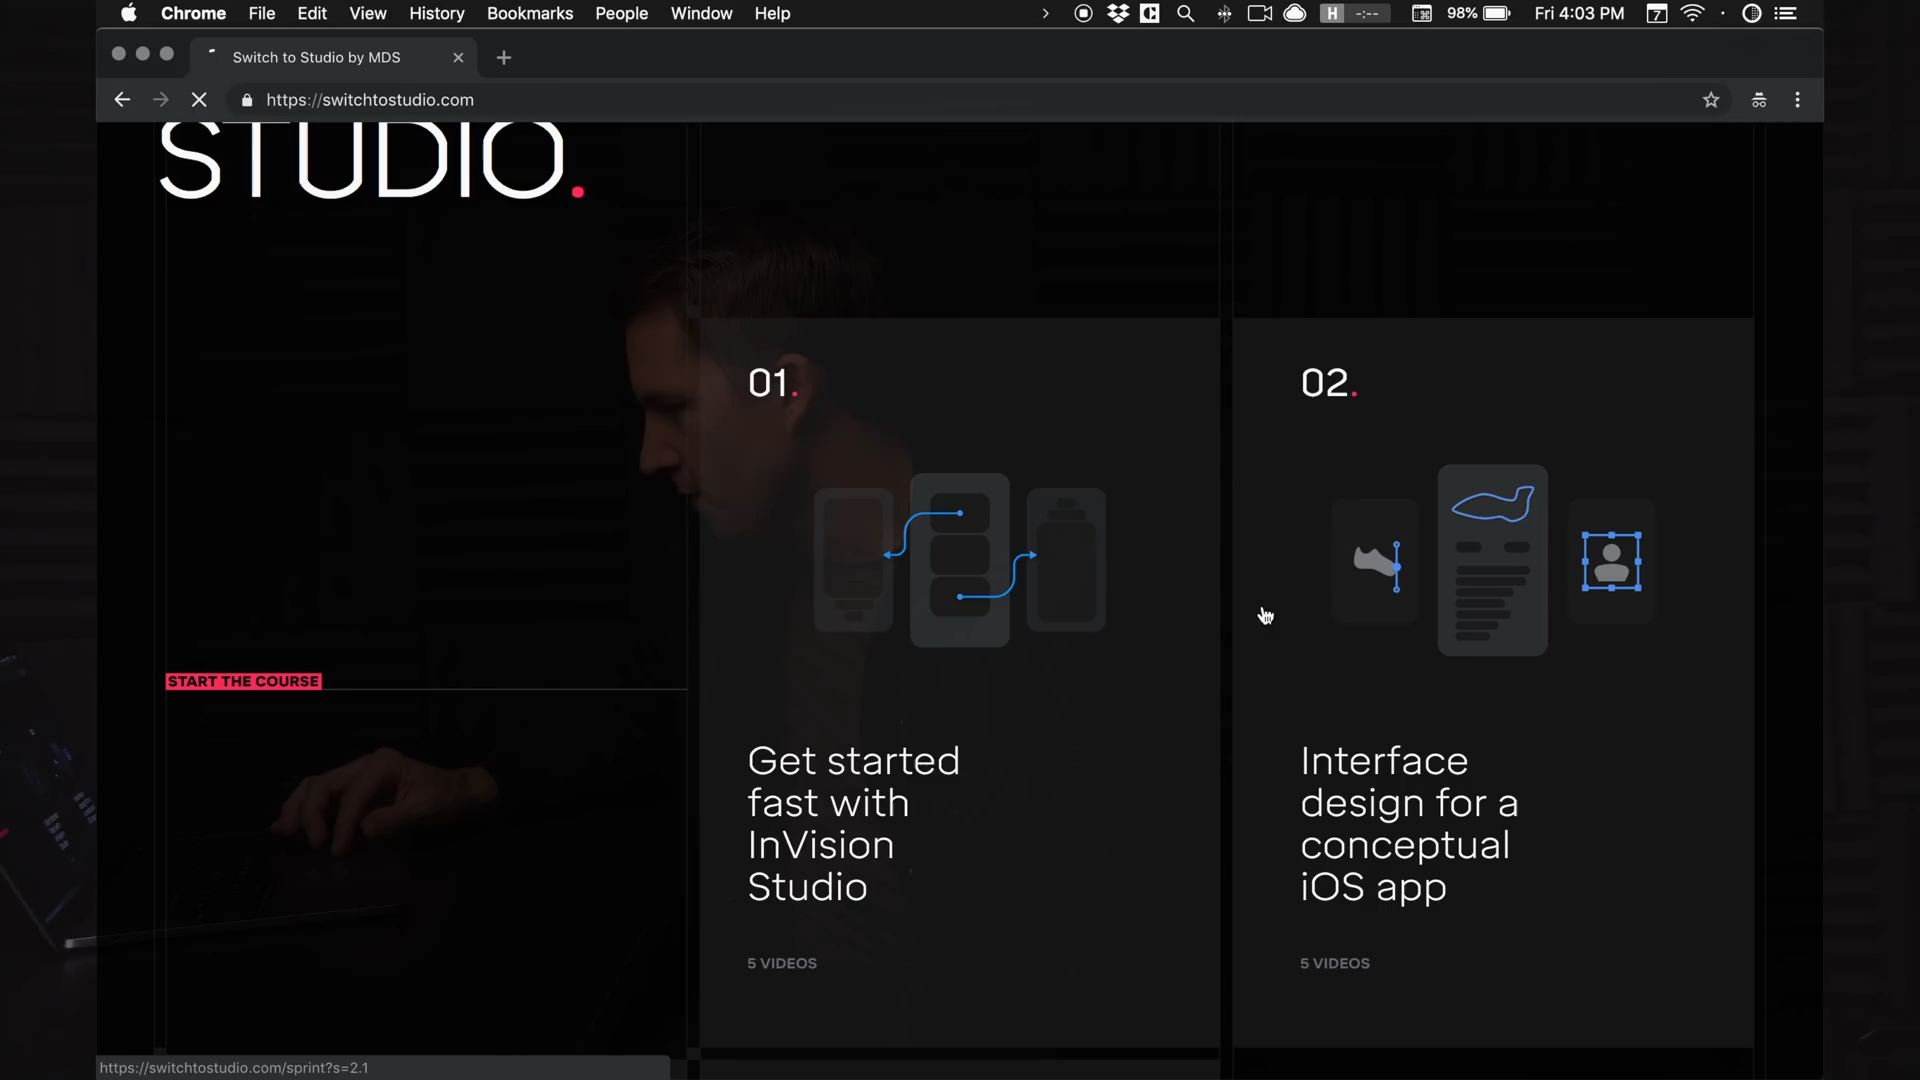 Chrome File Edit View History Bookmarks People Window Help
H -:-- 98% Fri 4:03 PM 7
Switch to Studio by MDS
https://switchtostudio.com
STUDIO.
01.
02.
START THE COURSE
Get started
fast with
InVision
Studio
5 VIDEOS
Interface
design for a
conceptual
iOS app
5 VIDEOS
https://switchtostudio.com/sprint?s=2.1